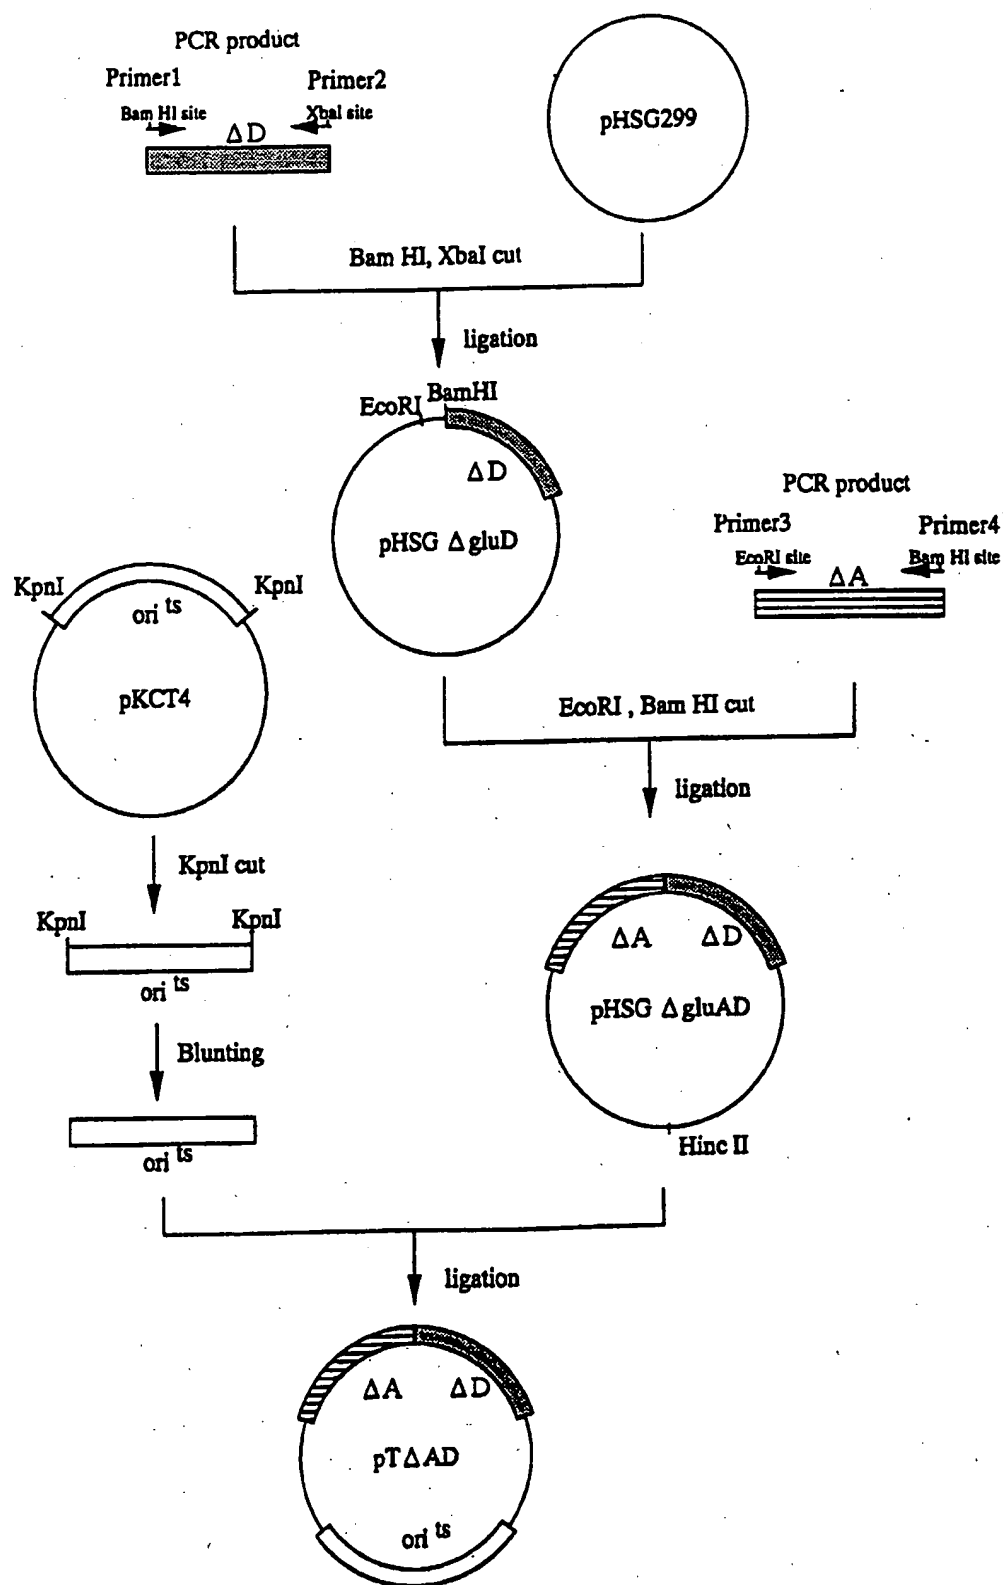 PCR product
Primer1
Primer2
Bam HI site
XbaI site
ΔD
pHSG299
Bam HI, XbaI cut
ligation
EcoRI
BamHI
ΔD
pHSG ΔgluD
PCR product
Primer3
Primer4
EcoRI site
Bam HI site
ΔA
KpnI
KpnI
ori ts
pKCT4
EcoRI , Bam HI cut
ligation
KpnI cut
KpnI
KpnI
ori ts
ΔA
ΔD
pHSG ΔgluAD
Blunting
Hinc II
ori ts
ligation
ΔA
ΔD
pTΔAD
ori ts